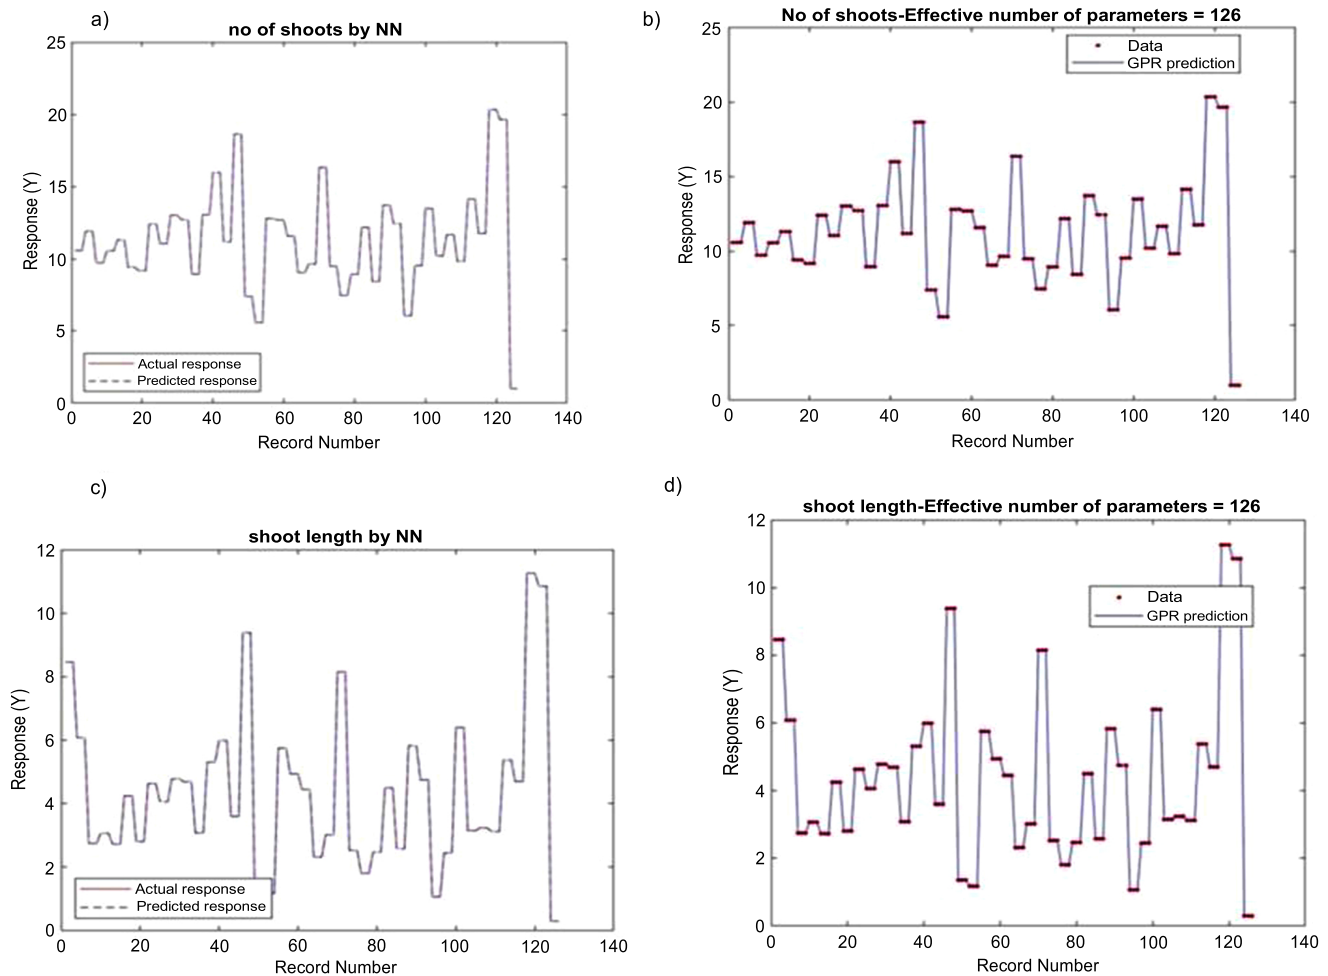 a)
no of shoots by NN
25
20
15
10
5
0
Response (Y)
Actual response
Predicted response
0 20 40 60 80 100 120 140
Record Number
b)
No of shoots-Effective number of parameters = 126
25
20
15
10
5
0
Response (Y)
Data
GPR prediction
0 20 40 60 80 100 120 140
Record Number
c)
shoot length by NN
12
10
8
6
4
2
0
Response (Y)
Actual response
Predicted response
0 20 40 60 80 100 120 140
Record Number
d)
shoot length-Effective number of parameters = 126
12
10
8
6
4
2
0
Response (Y)
Data
GPR prediction
0 20 40 60 80 100 120 140
Record Number